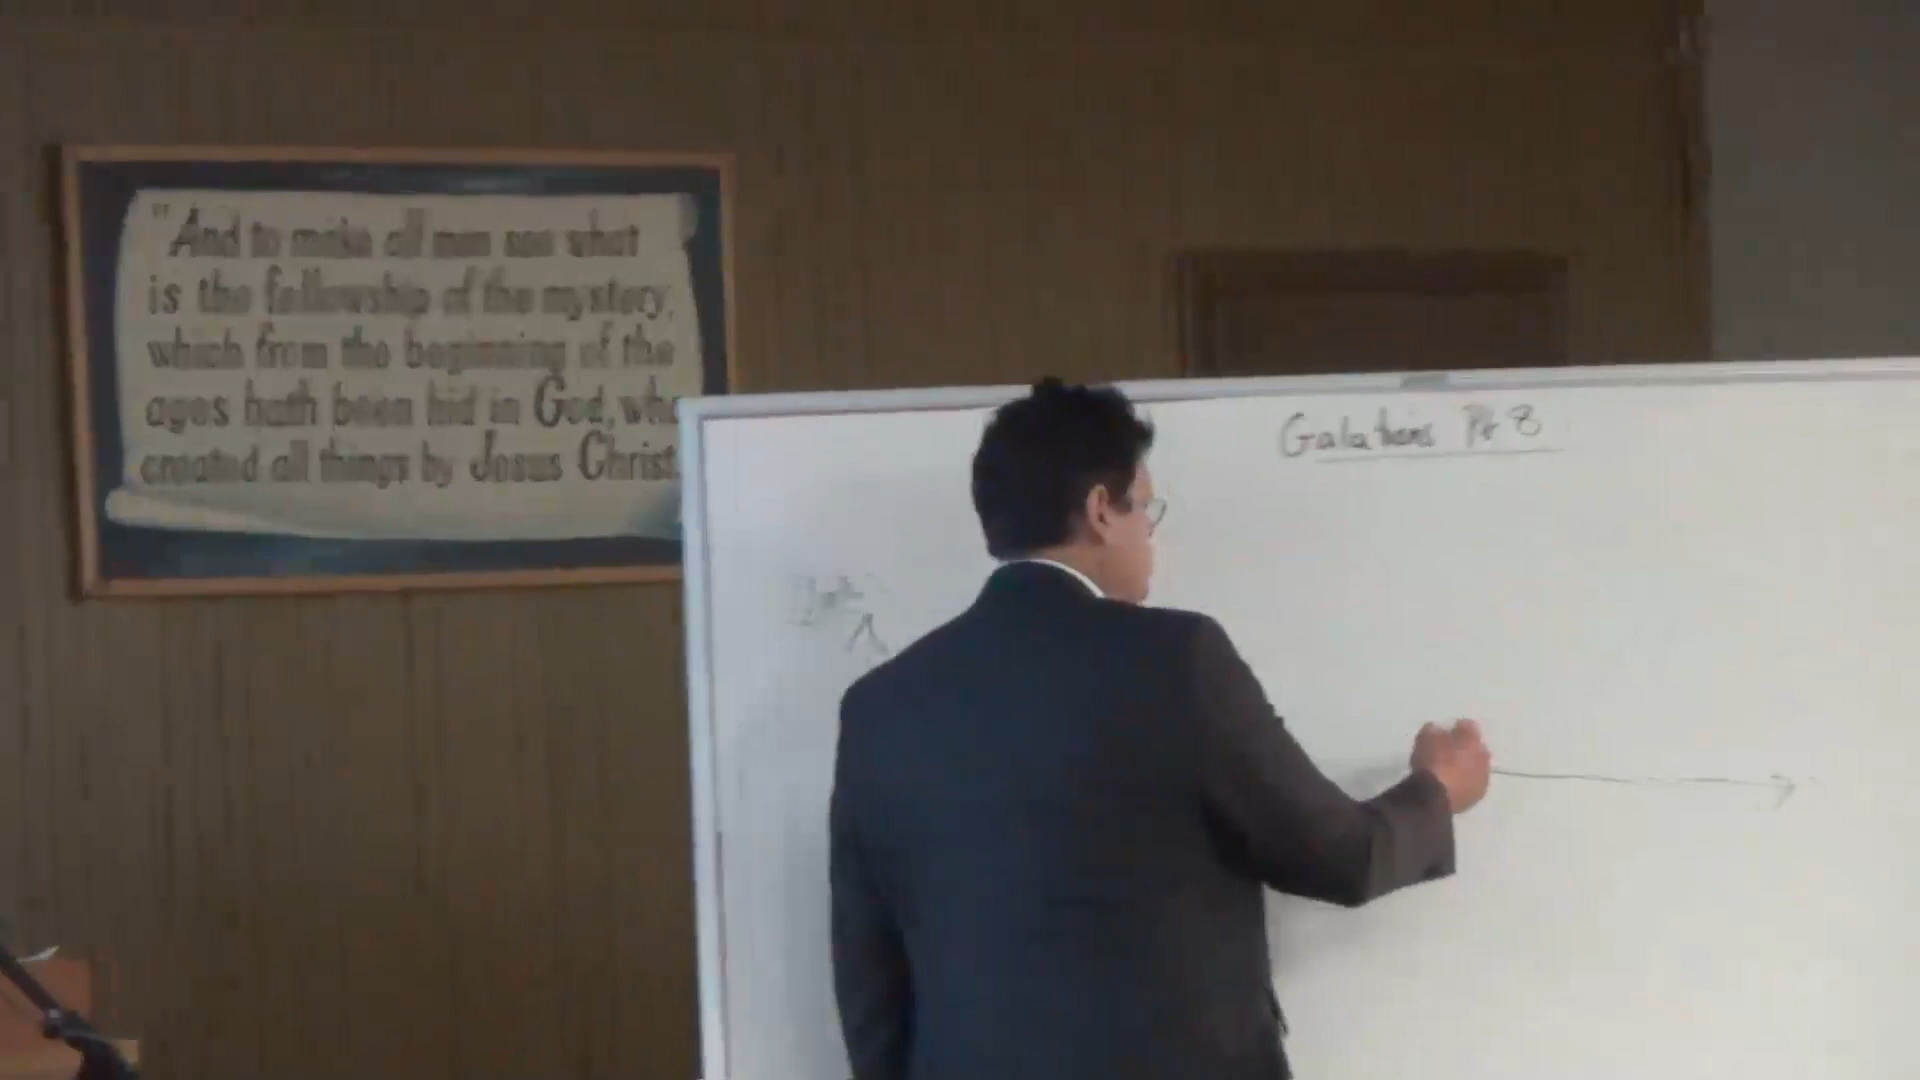 "And to make all men see what
is the fellowship of the mystery,
which from the beginning of the
ages hath been hid in God, who
created all things by Jesus Christ
Galatians Pt 8